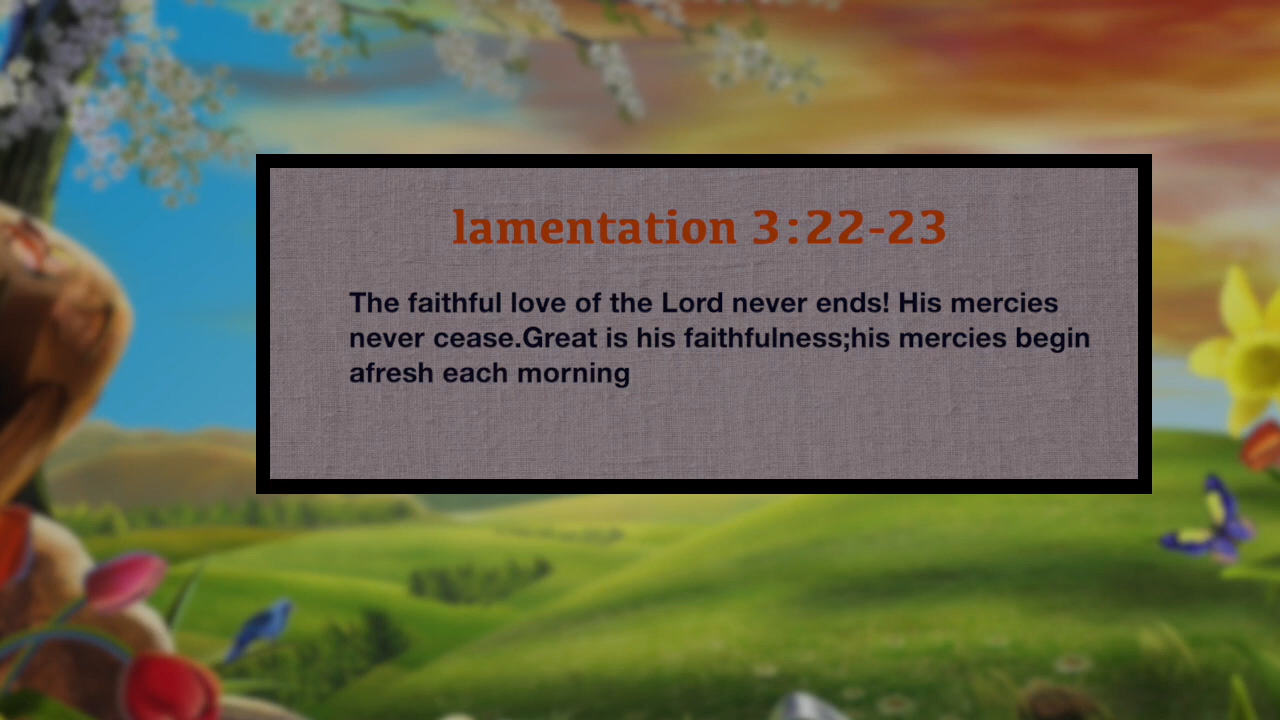 lamentation 3:22-23
The faithful love of the Lord never ends! His mercies
never cease.Great is his faithfulness;his mercies begin
afresh each morning